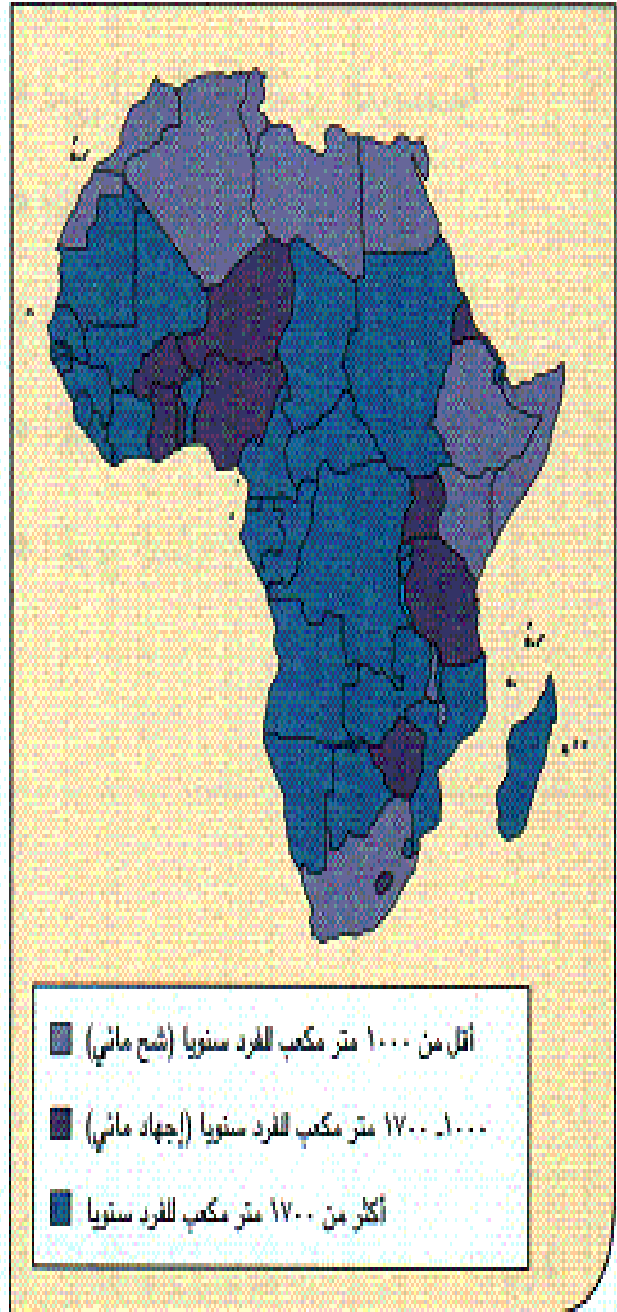 أقل من ١٠٠٠ متر مكعب للفرد سنويا (شح مائي)
١٠٠٠ـ ١٧٠٠ متر مكعب للفرد سنويا (إجهاد مائي)
أكثر من ١٧٠٠ متر مكعب للفرد سنويا